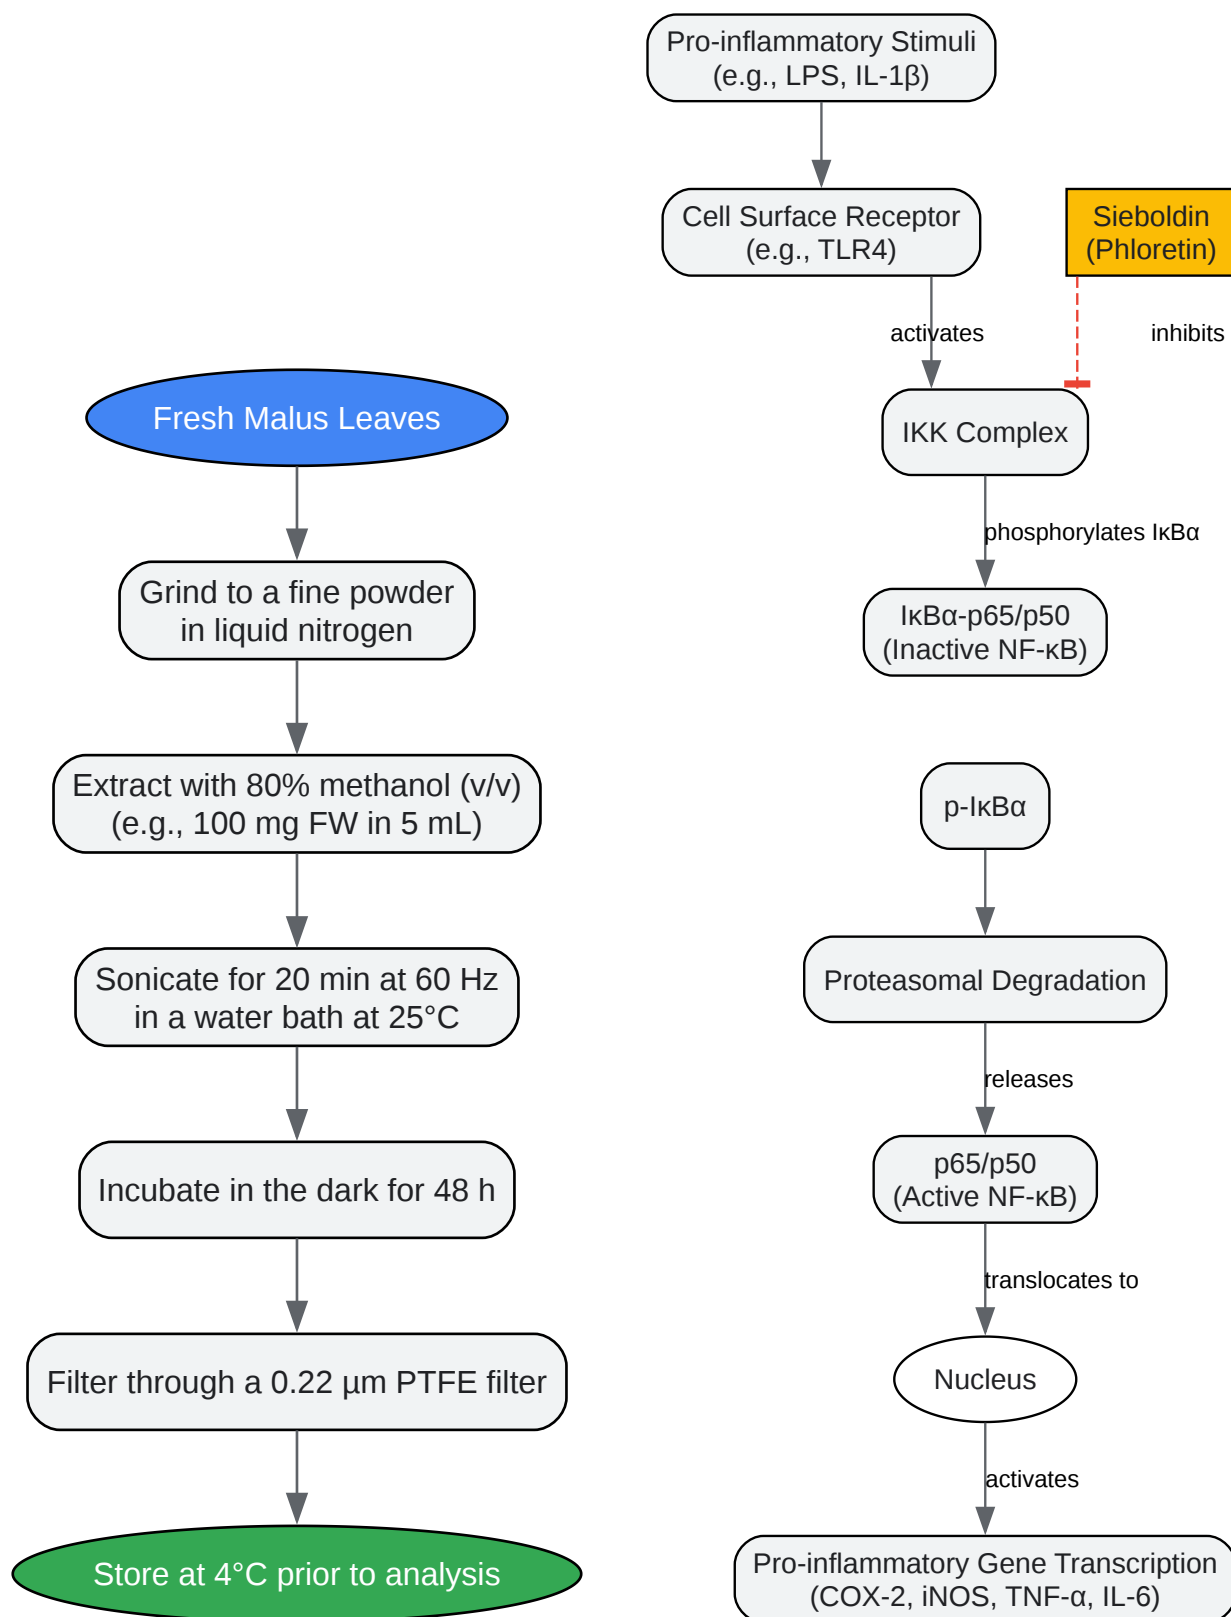 Fresh Malus Leaves
Grind to a fine powder
in liquid nitrogen
Extract with 80% methanol (v/v)
(e.g., 100 mg FW in 5 mL)
Sonicate for 20 min at 60 Hz
in a water bath at 25°C
Incubate in the dark for 48 h
Filter through a 0.22 µm PTFE filter
Store at 4°C prior to analysis
Pro-inflammatory Stimuli
(e.g., LPS, IL-1β)
Cell Surface Receptor
(e.g., TLR4)
Sieboldin
(Phloretin)
activates
inhibits
IKK Complex
phosphorylates IκBα
IκBα-p65/p50
(Inactive NF-κB)
p-IκBα
Proteasomal Degradation
releases
p65/p50
(Active NF-κB)
translocates to
Nucleus
activates
Pro-inflammatory Gene Transcription
(COX-2, iNOS, TNF-α, IL-6)